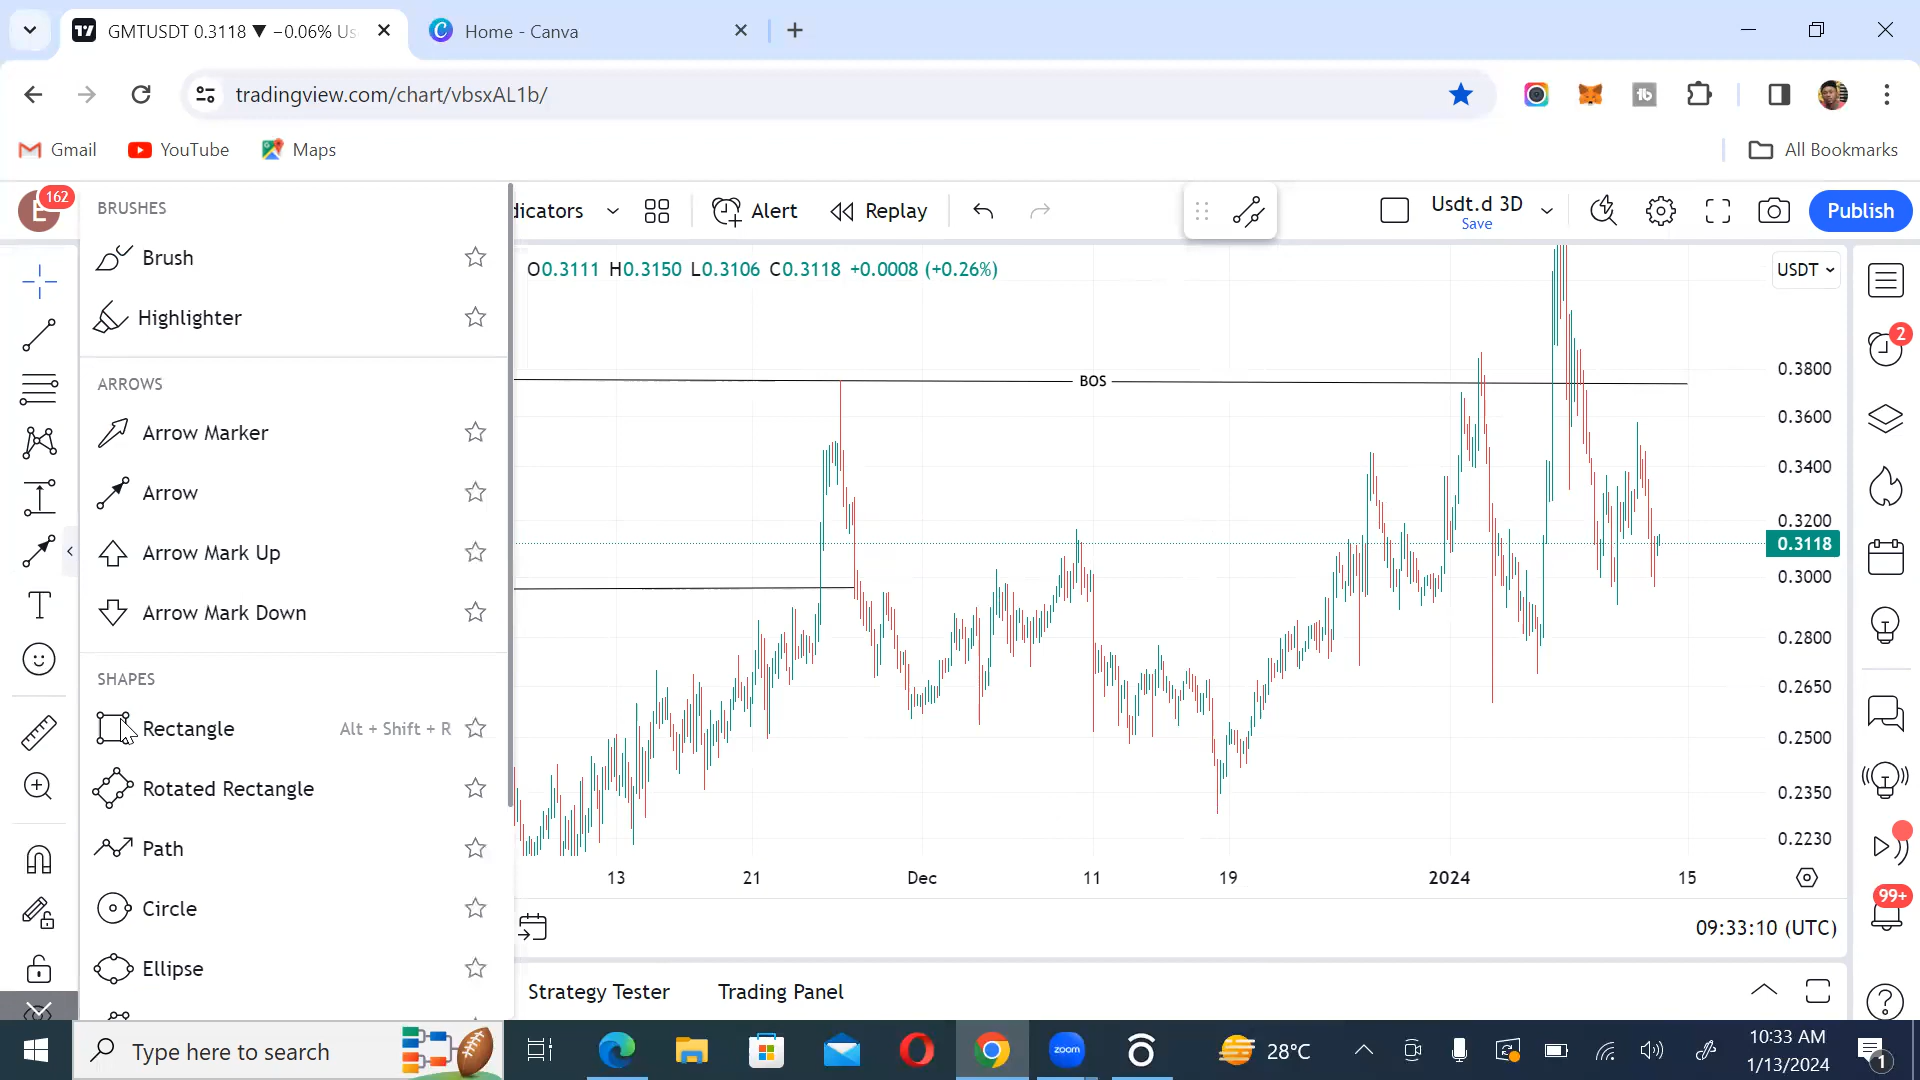 GMTUSDT 0.3118 ▼ −0.06% Us
Home - Canva
tradingview.com/chart/vbsxAL1b/
Gmail
YouTube
Maps
All Bookmarks
E
162
dicators
Alert
Replay
Usdt.d 3D
Save
Publish
BRUSHES
Brush
Highlighter
ARROWS
Arrow Marker
Arrow
Arrow Mark Up
Arrow Mark Down
SHAPES
Rectangle Alt + Shift + R
Rotated Rectangle
Path
Circle
Ellipse
O0.3111 H0.3150 L0.3106 C0.3118 +0.0008 (+0.26%)
USDT
BOS
0.3800
0.3600
0.3400
0.3200
0.3118
0.3000
0.2800
0.2650
0.2500
0.2350
0.2230
13 21 Dec 11 19 2024 15
2
99+
09:33:10 (UTC)
Strategy Tester
Trading Panel
Type here to search
zoom
28°C
10:33 AM
1/13/2024
1